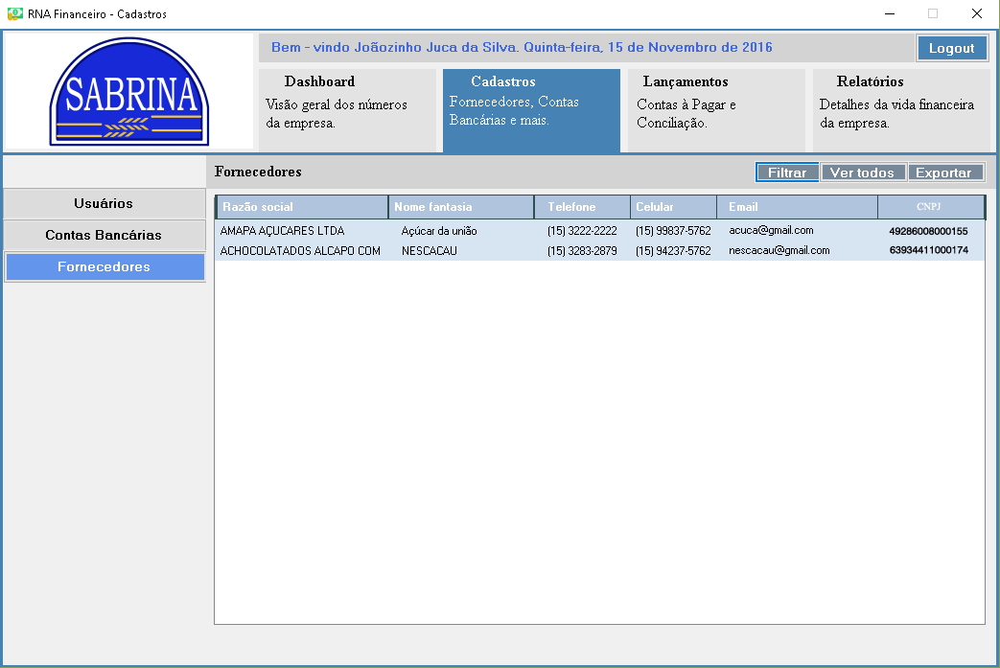 RNA Financeiro - Cadastros
SABRINA
Bem - vindo Joãozinho Juca da Silva. Quinta-feira, 15 de Novembro de 2016
Logout
Dashboard
Visão geral dos números
da empresa.
Cadastros
Fornecedores, Contas
Bancárias e mais.
Lançamentos
Contas à Pagar e
Conciliação.
Relatórios
Detalhes da vida financeira
da empresa.
Usuários
Contas Bancárias
Fornecedores
Fornecedores
Filtrar Ver todos Exportar
Razão social Nome fantasia Telefone Celular Email CNPJ
AMAPA AÇUCARES LTDA Açúcar da união (15) 3222-2222 (15) 99837-5762 acuca@gmail.com 49286008000155
ACHOCOLATADOS ALCAPO COM NESCACAU (15) 3283-2879 (15) 94237-5762 nescacau@gmail.com 63934411000174